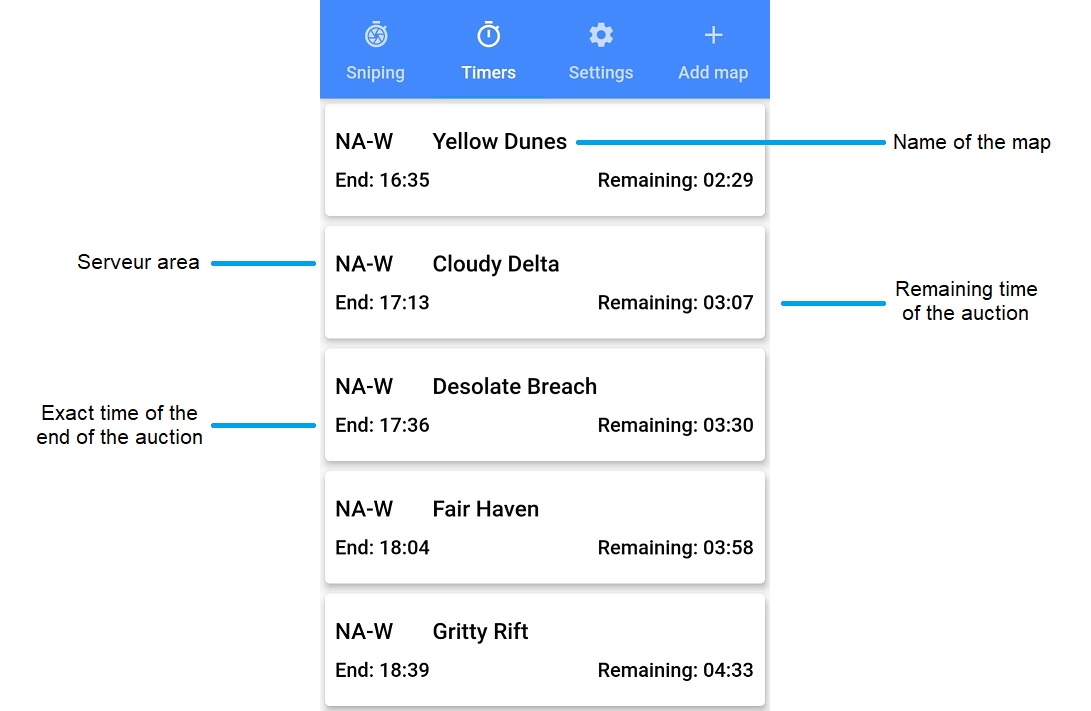 Sniping
Timers
Settings
Add map
NA-W Yellow Dunes
Name of the map
End: 16:35 Remaining: 02:29
Serveur area
NA-W Cloudy Delta
End: 17:13 Remaining: 03:07
Remaining time
of the auction
NA-W Desolate Breach
Exact time of the
end of the auction
End: 17:36 Remaining: 03:30
NA-W Fair Haven
End: 18:04 Remaining: 03:58
NA-W Gritty Rift
End: 18:39 Remaining: 04:33